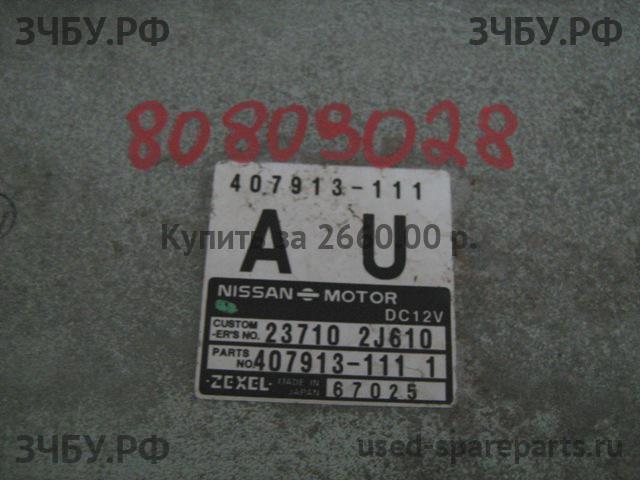 ЗЧБУ.РФ ЗЧБУ.РФ
80809028
407913-111
A U
Купить за 2660.00 р.
NISSAN MOTOR
DC12V
CUSTOM
-ER'S NO. 23710 2J610
PARTS
NO. 407913-111 1
-ZEXEL- MADE IN
JAPAN 67025
ЗЧБУ.РФ used-spareparts.ru